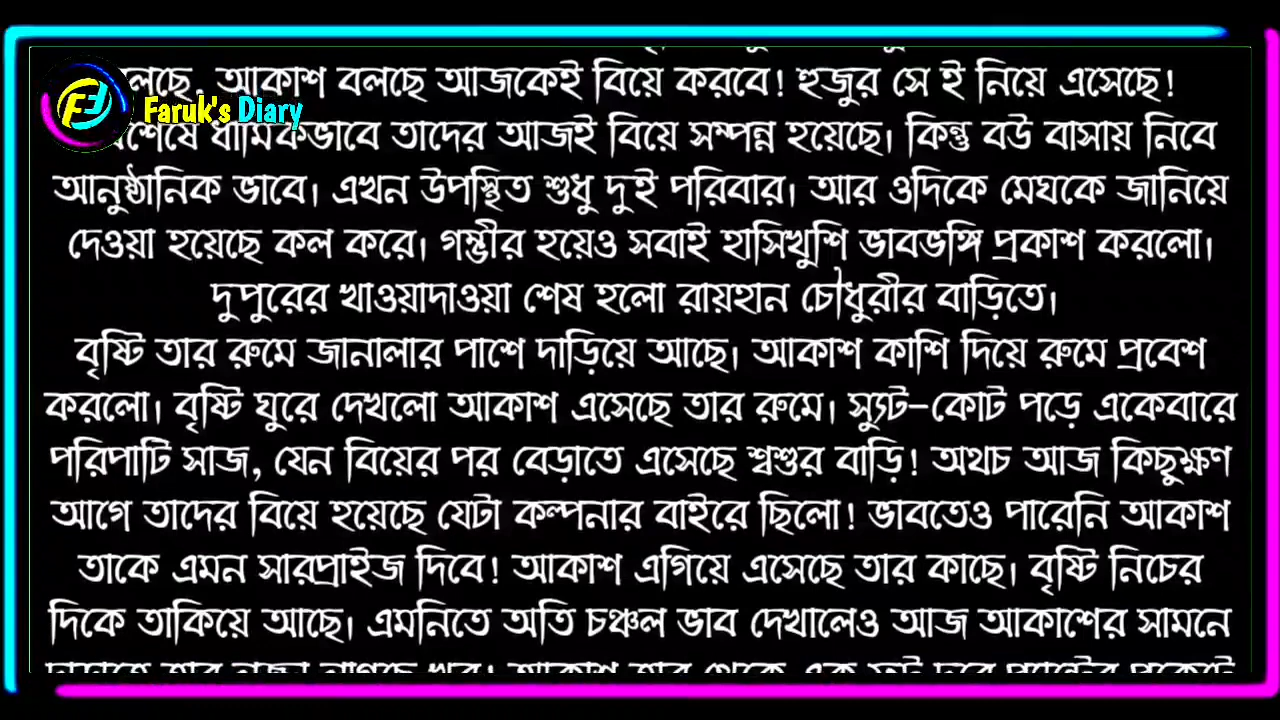 Faruk's Diary
আকাশ বলছে আজকেই বিয়ে করবে! হুজুর সে ই নিয়ে এসেছে!
ধার্মিকভাবে তাদের আজই বিয়ে সম্পন্ন হয়েছে। কিন্তু বউ বাসায় নিবে
আনুষ্ঠানিক ভাবে। এখন উপস্থিত শুধু দুই পরিবার। আর ওদিকে মেঘকে জানিয়ে
দেওয়া হয়েছে কল করে। গম্ভীর হয়েও সবাই হাসিখুশি ভাবভঙ্গি প্রকাশ করলো।
দুপুরের খাওয়াদাওয়া শেষ হলো রায়হান চৌধুরীর বাড়িতে।
বৃষ্টি তার রুমে জানালার পাশে দাড়িয়ে আছে। আকাশ কাশি দিয়ে রুমে প্রবেশ
করলো। বৃষ্টি ঘুরে দেখলো আকাশ এসেছে তার রুমে। স্যুট-কোট পড়ে একেবারে
পরিপাটি সাজ, যেন বিয়ের পর বেড়াতে এসেছে শ্বশুর বাড়ি! অথচ আজ কিছুক্ষণ
আগে তাদের বিয়ে হয়েছে যেটা কল্পনার বাইরে ছিলো! ভাবতেও পারেনি আকাশ
তাকে এমন সারপ্রাইজ দিবে! আকাশ এগিয়ে এসেছে তার কাছে। বৃষ্টি নিচের
দিকে তাকিয়ে আছে। এমনিতে অতি চঞ্চল ভাব দেখালেও আজ আকাশের সামনে